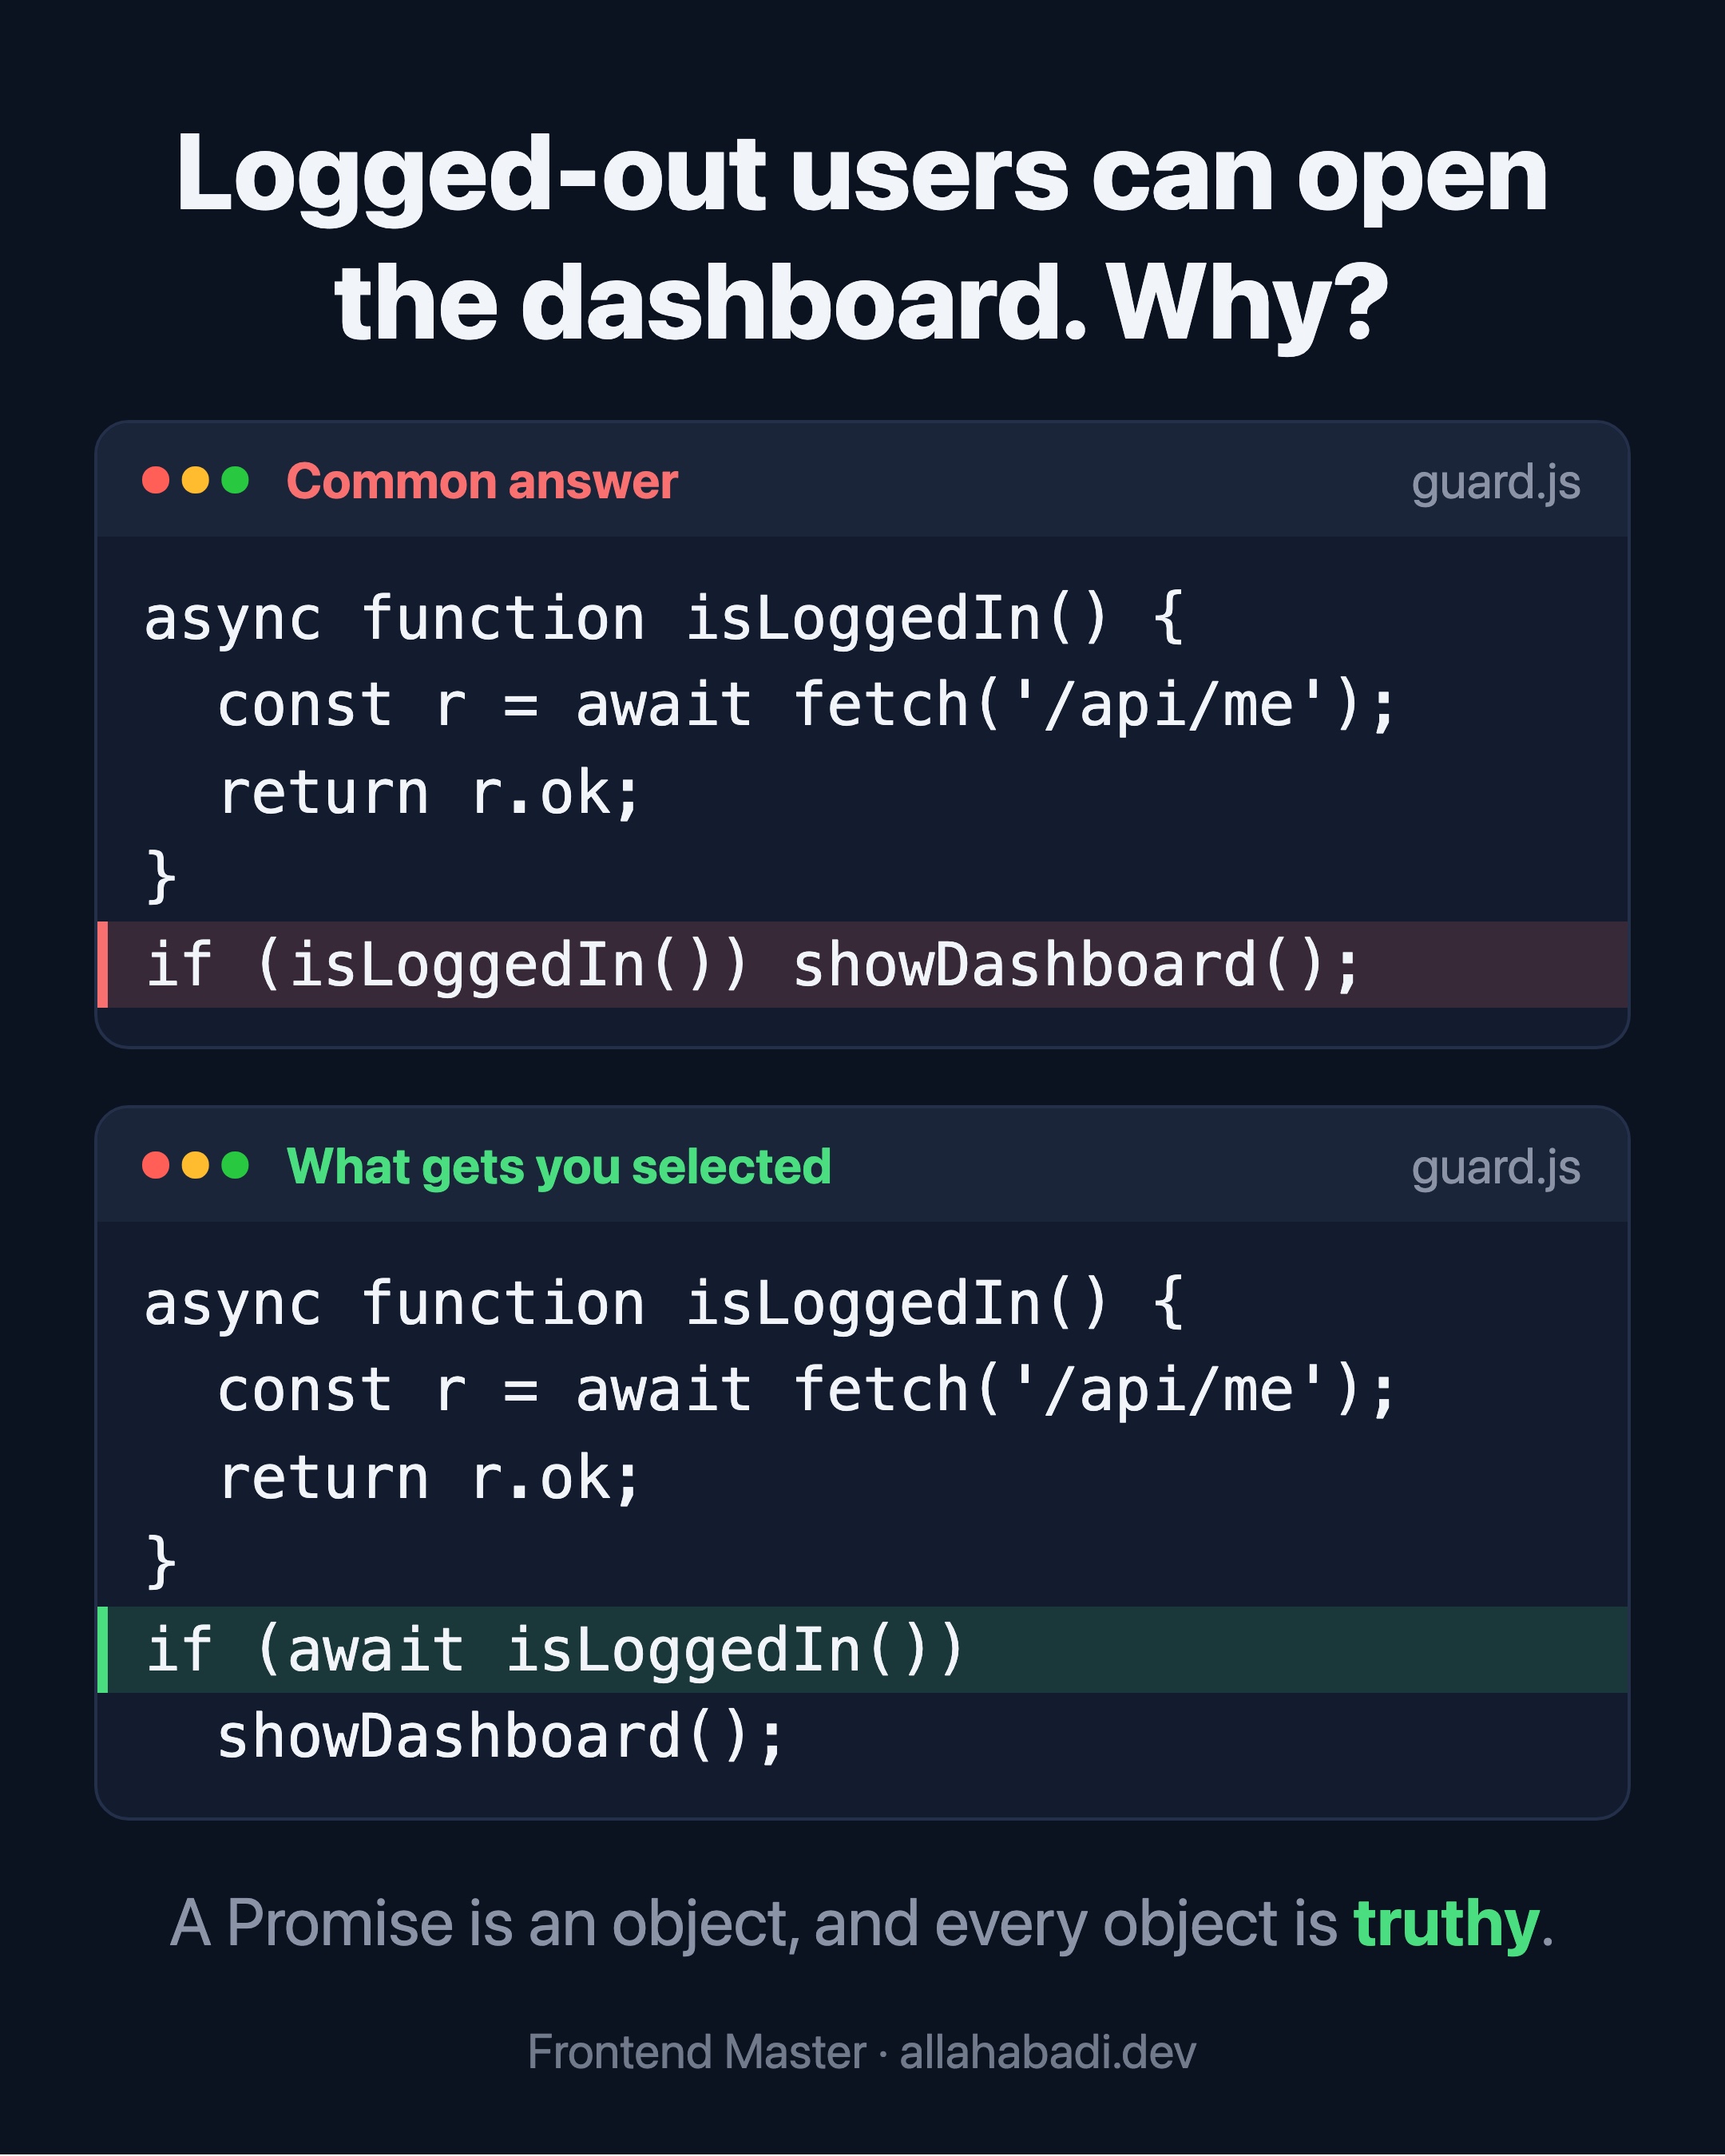 Logged-out users can open
the dashboard. Why?
Common answer
guard.js
async function isLoggedIn() {
  const r = await fetch('/api/me');
  return r.ok;
}
if (isLoggedIn()) showDashboard();
What gets you selected
guard.js
async function isLoggedIn() {
  const r = await fetch('/api/me');
  return r.ok;
}
if (await isLoggedIn())
  showDashboard();
A Promise is an object, and every object is truthy.
Frontend Master · allahabadi.dev